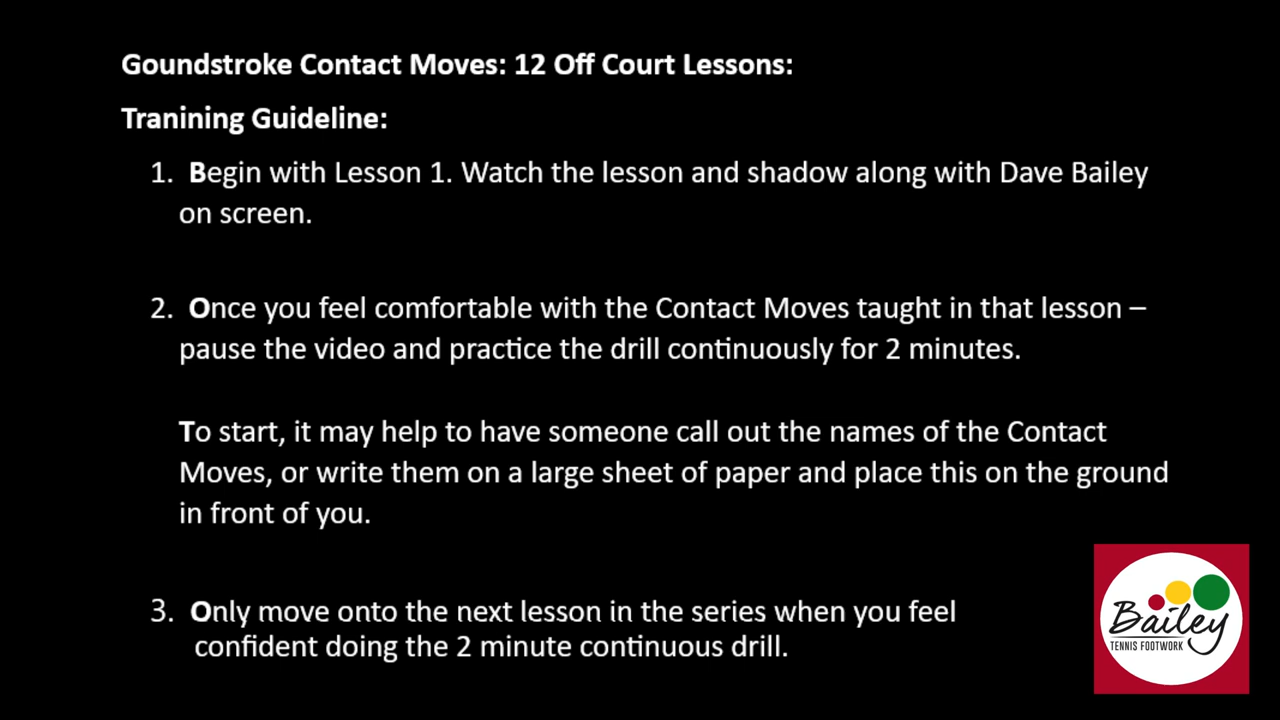 Goundstroke Contact Moves: 12 Off Court Lessons:
Tranining Guideline:
1. Begin with Lesson 1. Watch the lesson and shadow along with Dave Bailey
on screen.
2. Once you feel comfortable with the Contact Moves taught in that lesson –
pause the video and practice the drill continuously for 2 minutes.
To start, it may help to have someone call out the names of the Contact
Moves, or write them on a large sheet of paper and place this on the ground
in front of you.
3. Only move onto the next lesson in the series when you feel
confident doing the 2 minute continuous drill.
Bailey
TENNIS FOOTWORK